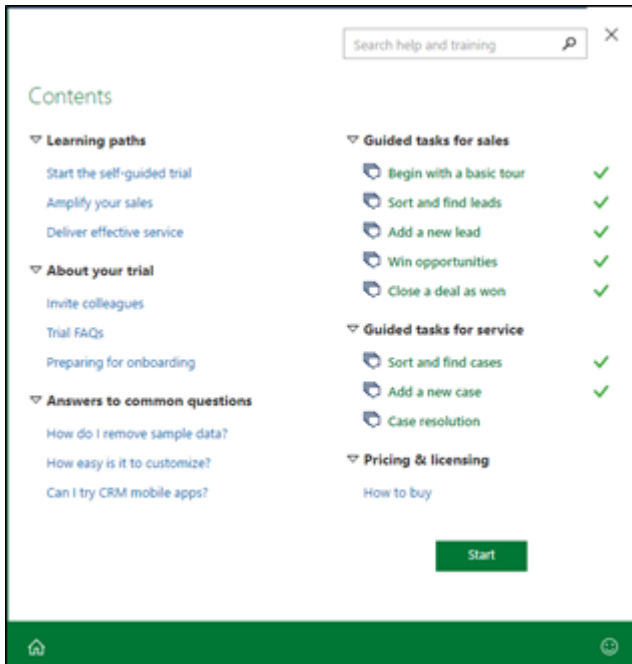 Search help and training
Contents
Learning paths
Start the self-guided trial
Amplify your sales
Deliver effective service
About your trial
Invite colleagues
Trial FAQs
Preparing for onboarding
Answers to common questions
How do I remove sample data?
How easy is it to customize?
Can I try CRM mobile apps?
Guided tasks for sales
Begin with a basic tour
Sort and find leads
Add a new lead
Win opportunities
Close a deal as won
Guided tasks for service
Sort and find cases
Add a new case
Case resolution
Pricing & licensing
How to buy
Start